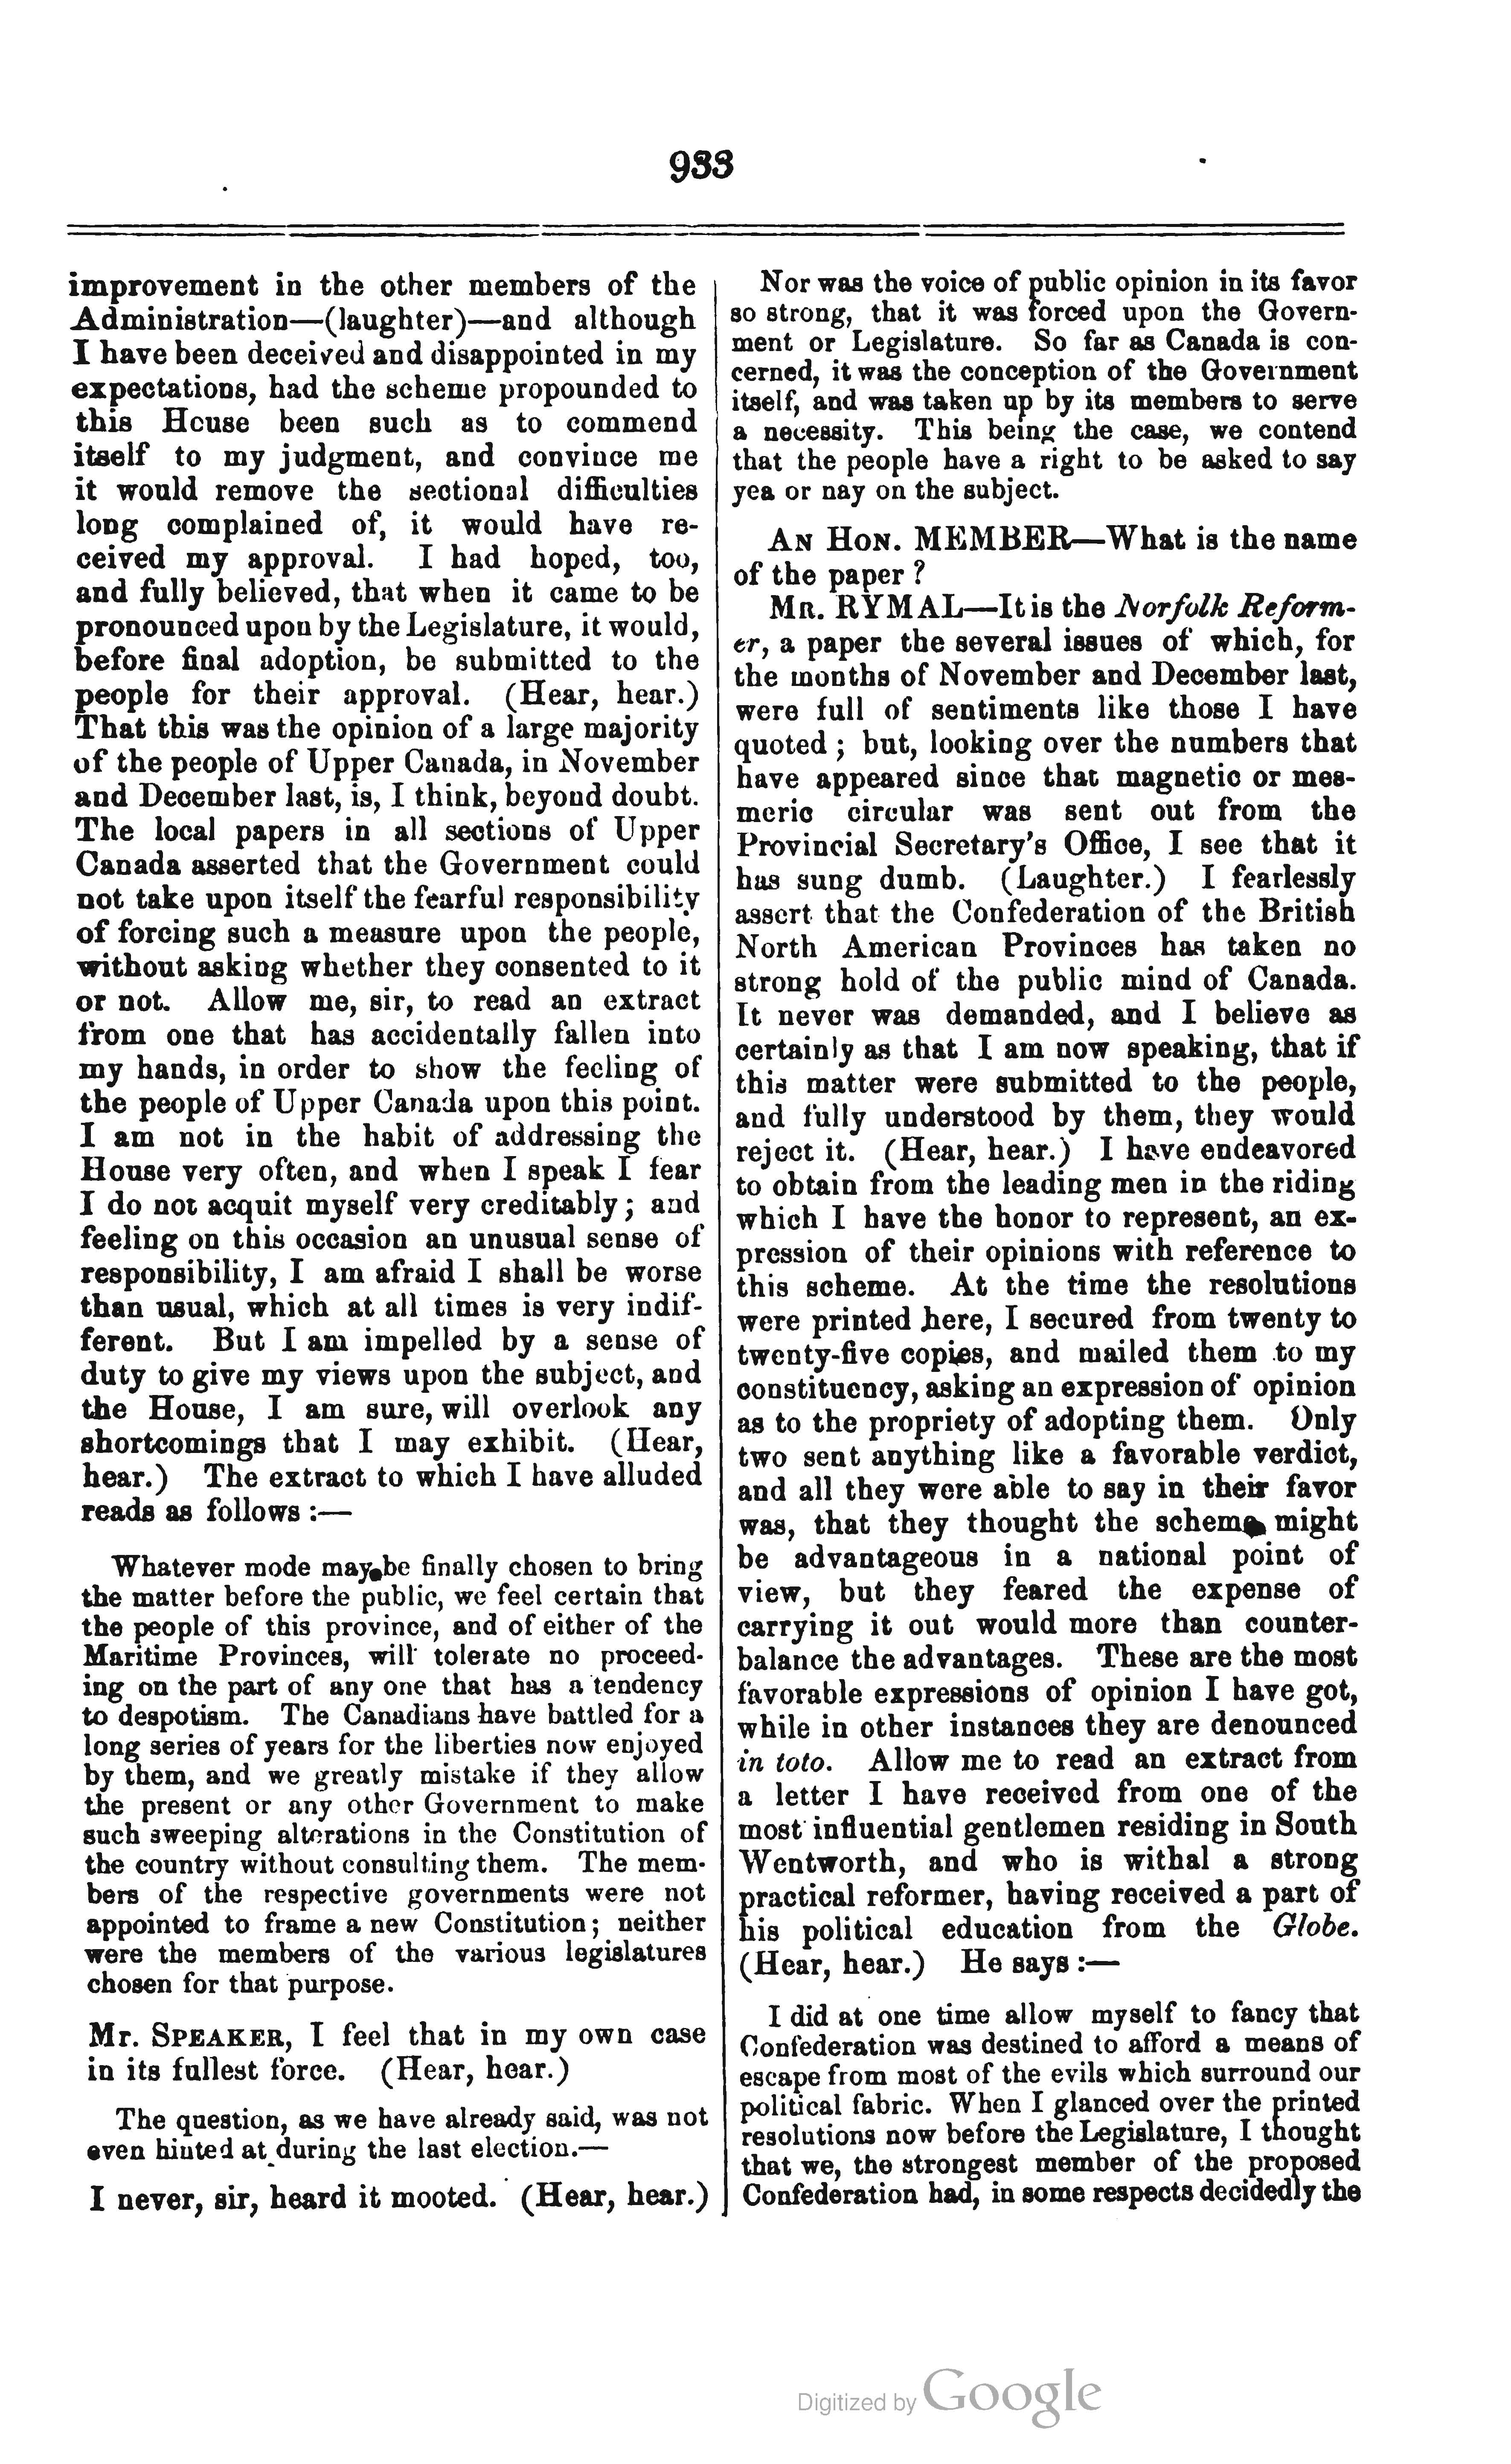 933
improvement in the other members of the
Administration—(laughter)—and although
I have been deceived and disappointed in my
expectations, had the scheme propounded to
this House been such as to commend
itself to my judgment, and convince me
it would remove the sectional difficulties
long complained of, it would have re-
ceived my approval. I had hoped, too,
and fully believed, that when it came to be
pronounced upon by the Legislature, it would,
before final adoption, be submitted to the
people for their approval. (Hear, hear.)
That this was the opinion of a large majority
of the people of Upper Canada, in November
and December last, is, I think, beyond doubt.
The local papers in all sections of Upper
Canada asserted that the Government could
not take upon itself the fearful responsibility
of forcing such a measure upon the people,
without asking whether they consented to it
or not. Allow me, sir, to read an extract
from one that has accidentally fallen into
my hands, in order to show the feeling of
the people of Upper Canada upon this point.
I am not in the habit of addressing the
House very often, and when I speak I fear
I do not acquit myself very creditably; and
feeling on this occasion an unusual sense of
responsibility, I am afraid I shall be worse
than usual, which at all times is very indif-
ferent. But I am impelled by a sense of
duty to give my views upon the subject, and
the House, I am sure, will overlook any
shortcomings that I may exhibit. (Hear,
hear.) The extract to which I have alluded
reads as follows :—
Whatever mode may be finally chosen to bring
the matter before the public, we feel certain that
the people of this province, and of either of the
Maritime Provinces, will tolerate no proceed-
ing on the part of any one that has a tendency
to despotism. The Canadians have battled for a
long series of years for the liberties now enjoyed
by them, and we greatly mistake if they allow
the present or any other Government to make
such sweeping alterations in the Constitution of
the country without consulting them. The mem-
bers of the respective governments were not
appointed to frame a new Constitution; neither
were the members of the various legislatures
chosen for that purpose.
Mr. SPEAKER, I feel that in my own case
in its fullest force. (Hear, hear.)
The question, as we have already said, was not
even hinted at during the last election.—
I never, sir, heard it mooted. (Hear, hear.)
Nor was the voice of public opinion in its favor
so strong, that it was forced upon the Govern-
ment or Legislature. So far as Canada is con-
cerned, it was the conception of the Government
itself, and was taken up by its members to serve
a necessity. This being the case, we contend
that the people have a right to be asked to say
yea or nay on the subject.
AN HON. MEMBER—What is the name
of the paper ?
MR. RYMAL—It is the Norfolk Reform-
er, a paper the several issues of which, for
the months of November and December last,
were full of sentiments like those I have
quoted ; but, looking over the numbers that
have appeared since that magnetic or mes-
meric circular was sent out from the
Provincial Secretary's Office, I see that it
has sung dumb. (Laughter.) I fearlessly
assert that the Confederation of the British
North American Provinces has taken no
strong hold of the public mind of Canada.
It never was demanded, and I believe as
certainly as that I am now speaking, that if
this matter were submitted to the people,
and fully understood by them, they would
reject it. (Hear, hear.) I have endeavored
to obtain from the leading men in the riding
which I have the honor to represent, an ex-
pression of their opinions with reference to
this scheme. At the time the resolutions
were printed here, I secured from twenty to
twenty-five copies, and mailed them to my
constituency, asking an expression of opinion
as to the propriety of adopting them. Only
two sent anything like a favorable verdict,
and all they were able to say in their favor
was, that they thought the scheme might
be advantageous in a national point of
view, but they feared the expense of
carrying it out would more than counter-
balance the advantages. These are the most
favorable expressions of opinion I have got,
while in other instances they are denounced
in toto. Allow me to read an extract from
a letter I have received from one of the
most influential gentlemen residing in South
Wentworth, and who is withal a strong
practical reformer, having received a part of
his political education from the Globe.
(Hear, hear.) He says :—
I did at one time allow myself to fancy that
Confederation was destined to afford a means of
escape from most of the evils which surround our
political fabric. When I glanced over the printed
resolutions now before the Legislature, I thought
that we, the strongest member of the proposed
Confederation had, in some respects decidedly the
Digitized by Google